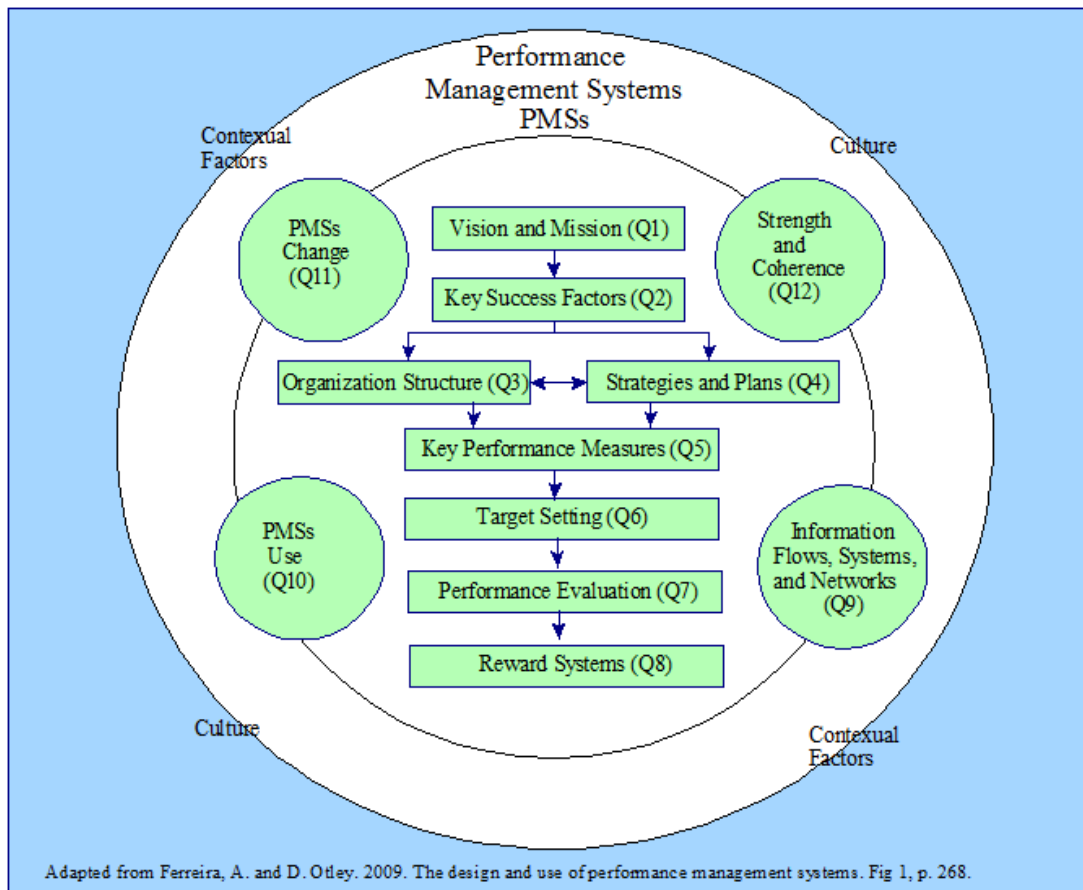 Performance
Management Systems
PMSs
Contexual
Factors
Culture
PMSs
Change
(Q11)
Vision and Mission (Q1)
Strength
and
Coherence
(Q12)
Key Success Factors (Q2)
Organization Structure (Q3)
Strategies and Plans (Q4)
Key Performance Measures (Q5)
PMSs
Use
(Q10)
Target Setting (Q6)
Information
Flows, Systems,
and Networks
(Q9)
Performance Evaluation (Q7)
Reward Systems (Q8)
Culture
Contexual
Factors
Adapted from Ferreira, A. and D. Otley. 2009. The design and use of performance management systems. Fig 1, p. 268.